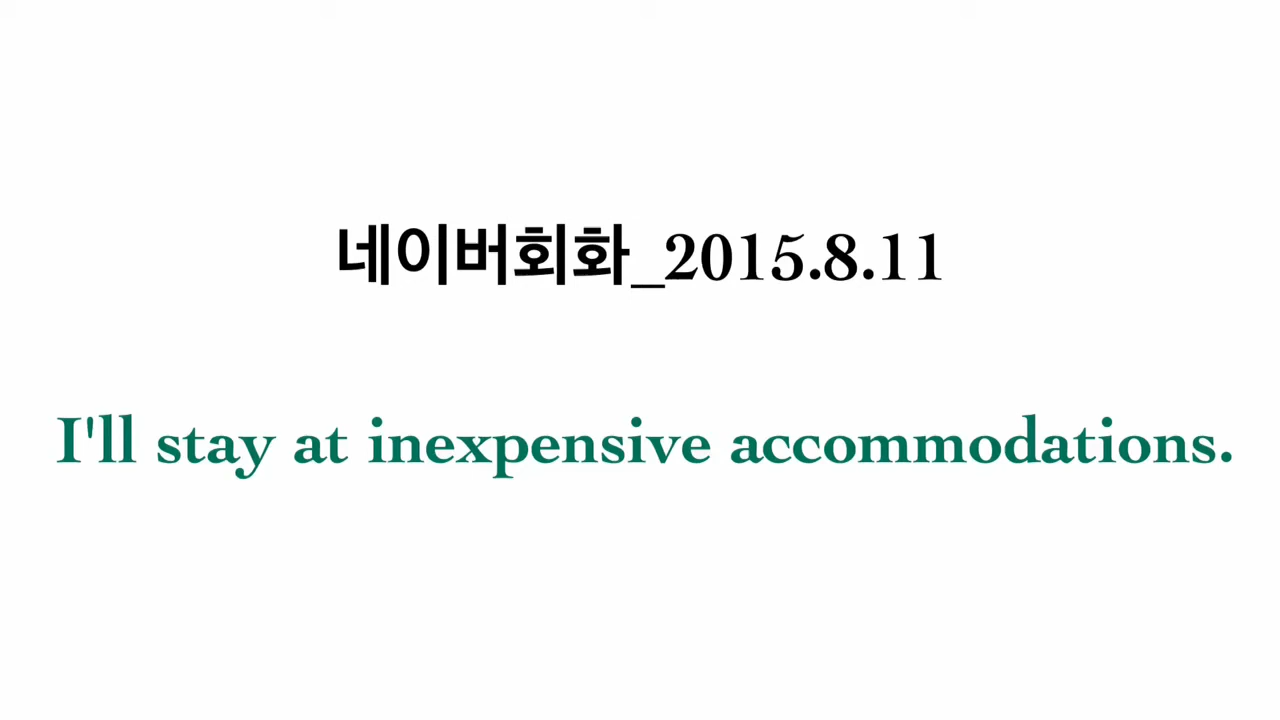 네이버회화_2015.8.11
I'll stay at inexpensive accommodations.